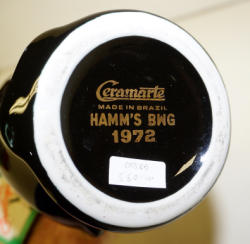 Ceramarte
MADE IN BRAZIL
HAMM'S BWG
1972